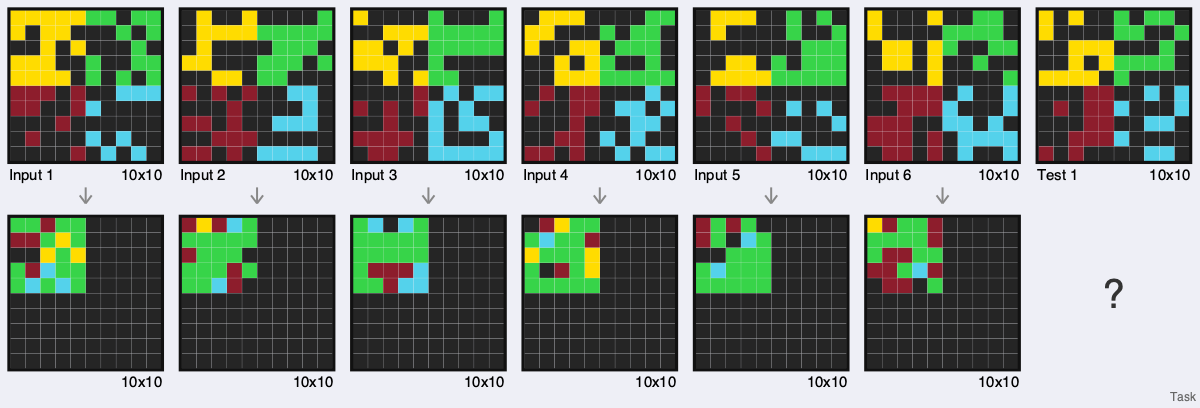 Input 1 10x10
Input 2 10x10
Input 3 10x10
Input 4 10x10
Input 5 10x10
Input 6 10x10
Test 1 10x10
?
10x10
10x10
10x10
10x10
10x10
10x10
Task